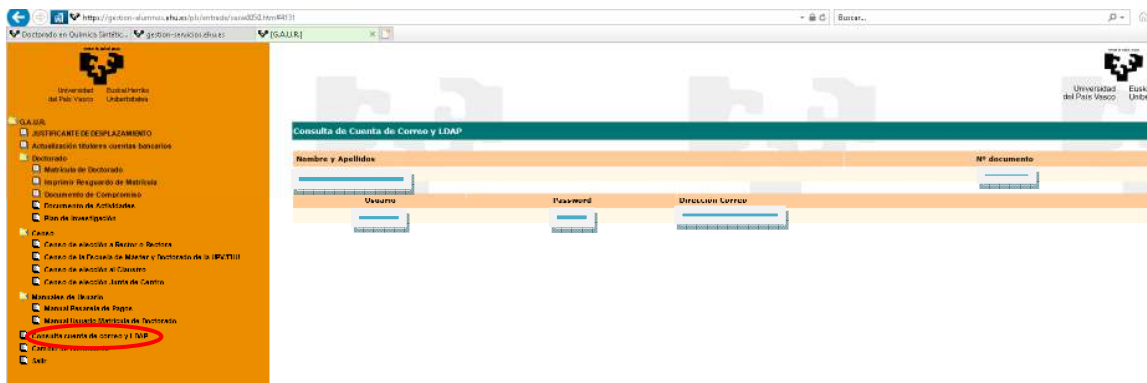 https://gestion-alumnos.ehu.es/pls/entrada/
Buscar...
Doctorado en Química Sintétic...
gestion-servicios.ehu.es
[G.A.U.R.]
Universidad
del País Vasco
Euskal Herriko
Unibertsitatea
Universidad
del País Vasco
Eusk
Unibe
G.A.U.R.
JUSTIFICANTE DE DESPLAZAMIENTO
Actualización titulares cuentas bancarios
Doctorado
Matrícula de Doctorado
Imprimir Resguardo de Matrícula
Documento de Compromiso
Documento de Actividades
Plan de Investigación
Censo
Censo de elección a Rector o Rectora
Censo de la Escuela de Máster y Doctorado de la UPV/EHU
Censo de elección al Claustro
Censo de elección Junta de Centro
Manuales de Usuario
Manual Pasarela de Pagos
Manual Usuario Matrícula de Doctorado
Consulta cuenta de correo y LDAP
Salir
Consulta de Cuenta de Correo y LDAP
Nombre y Apellidos
Nº documento
Usuario
Password
Dirección Correo